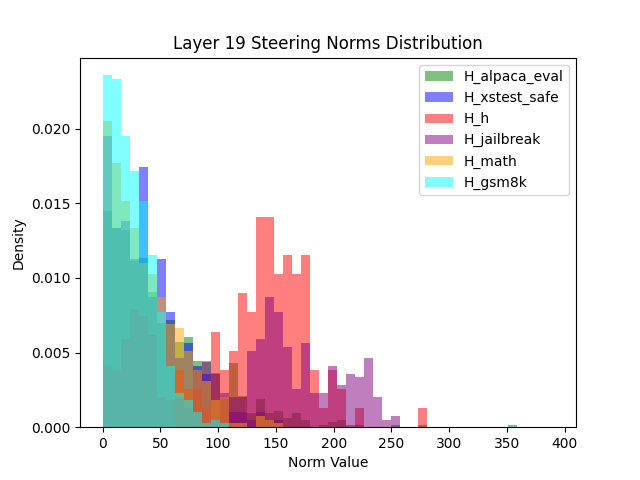 Layer 19 Steering Norms Distribution
H_alpaca_eval
H_xstest_safe
H_h
H_jailbreak
H_math
H_gsm8k
0.020
0.015
0.010
0.005
0.000
Density
0 50 100 150 200 250 300 350 400
Norm Value